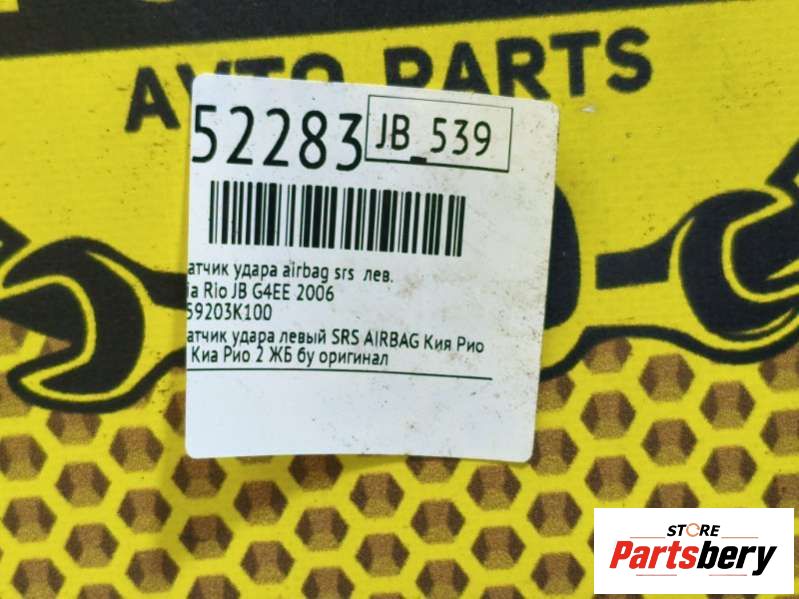 AVTO PARTS
52283
JB_539
атчик удара airbag srs лев.
ia Rio JB G4EE 2006
59203K100
атчик удара левый SRS AIRBAG Кия Рио
Киа Рио 2 ЖБ бу оригинал
STORE
Partsbery